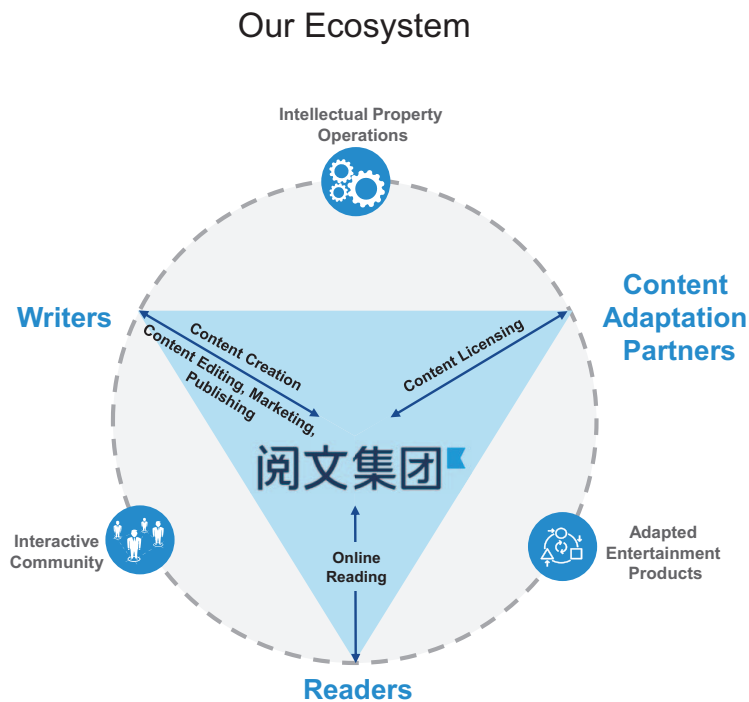 Our Ecosystem
Intellectual Property
Operations
Writers
Content
Adaptation
Partners
Content Creation
Content Editing, Marketing,
Publishing
Content Licensing
阅文集团
Interactive
Community
Online
Reading
Adapted
Entertainment
Products
Readers